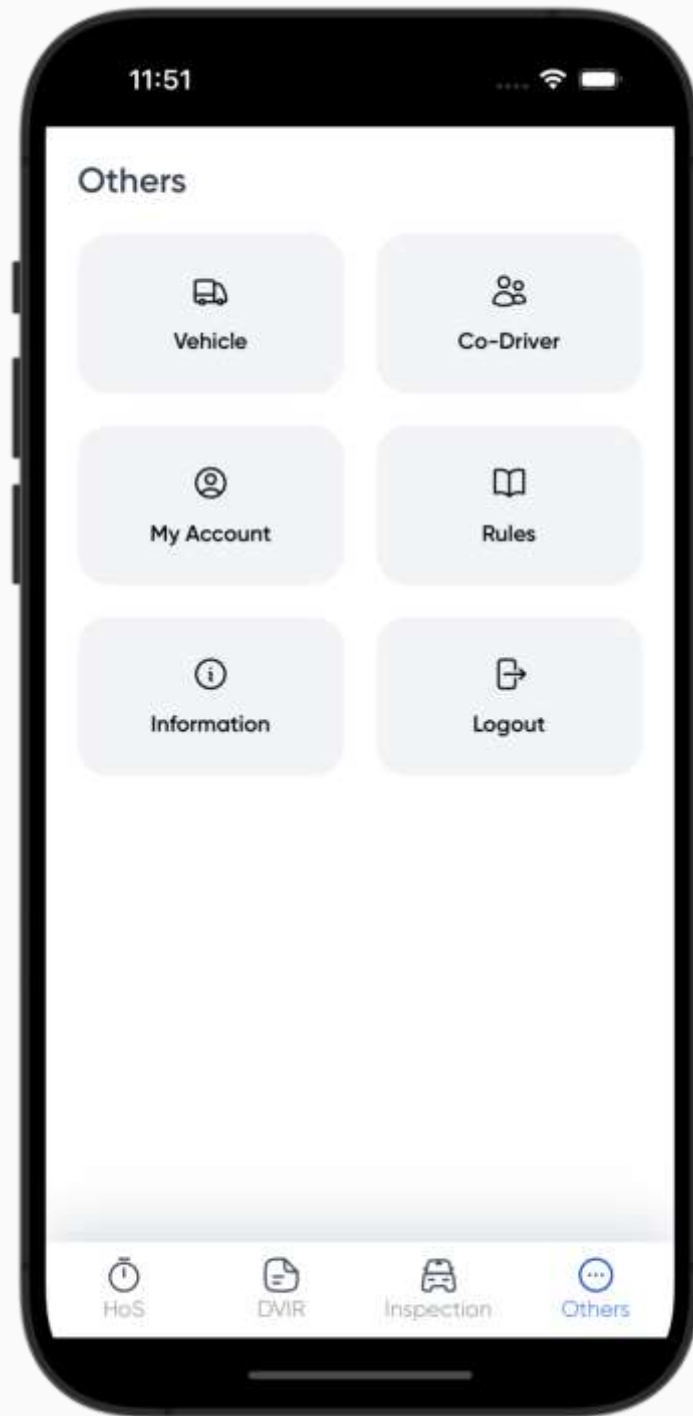 11:51
Others
Vehicle Co-Driver
My Account Rules
Information Logout
HoS DVIR Inspection Others